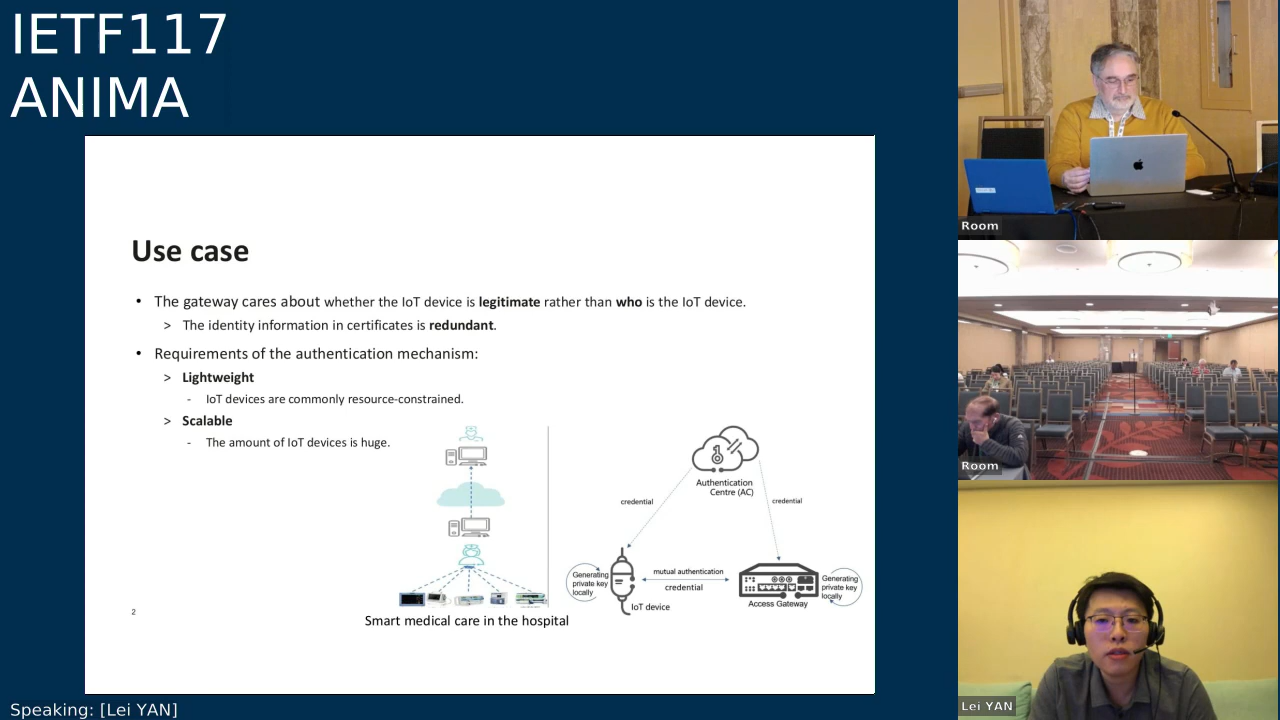 IETF117
ANIMA
Use case
• The gateway cares about whether the IoT device is legitimate rather than who is the IoT device.
> The identity information in certificates is redundant.
• Requirements of the authentication mechanism:
> Lightweight
- IoT devices are commonly resource-constrained.
> Scalable
- The amount of IoT devices is huge.
Authentication
Centre (AC)
credential
credential
Generating
private key
locally
mutual authentication
credential
Generating
private key
locally
IoT device
Access Gateway
2
Smart medical care in the hospital
Room
Room
Lei YAN
Speaking: [Lei YAN]